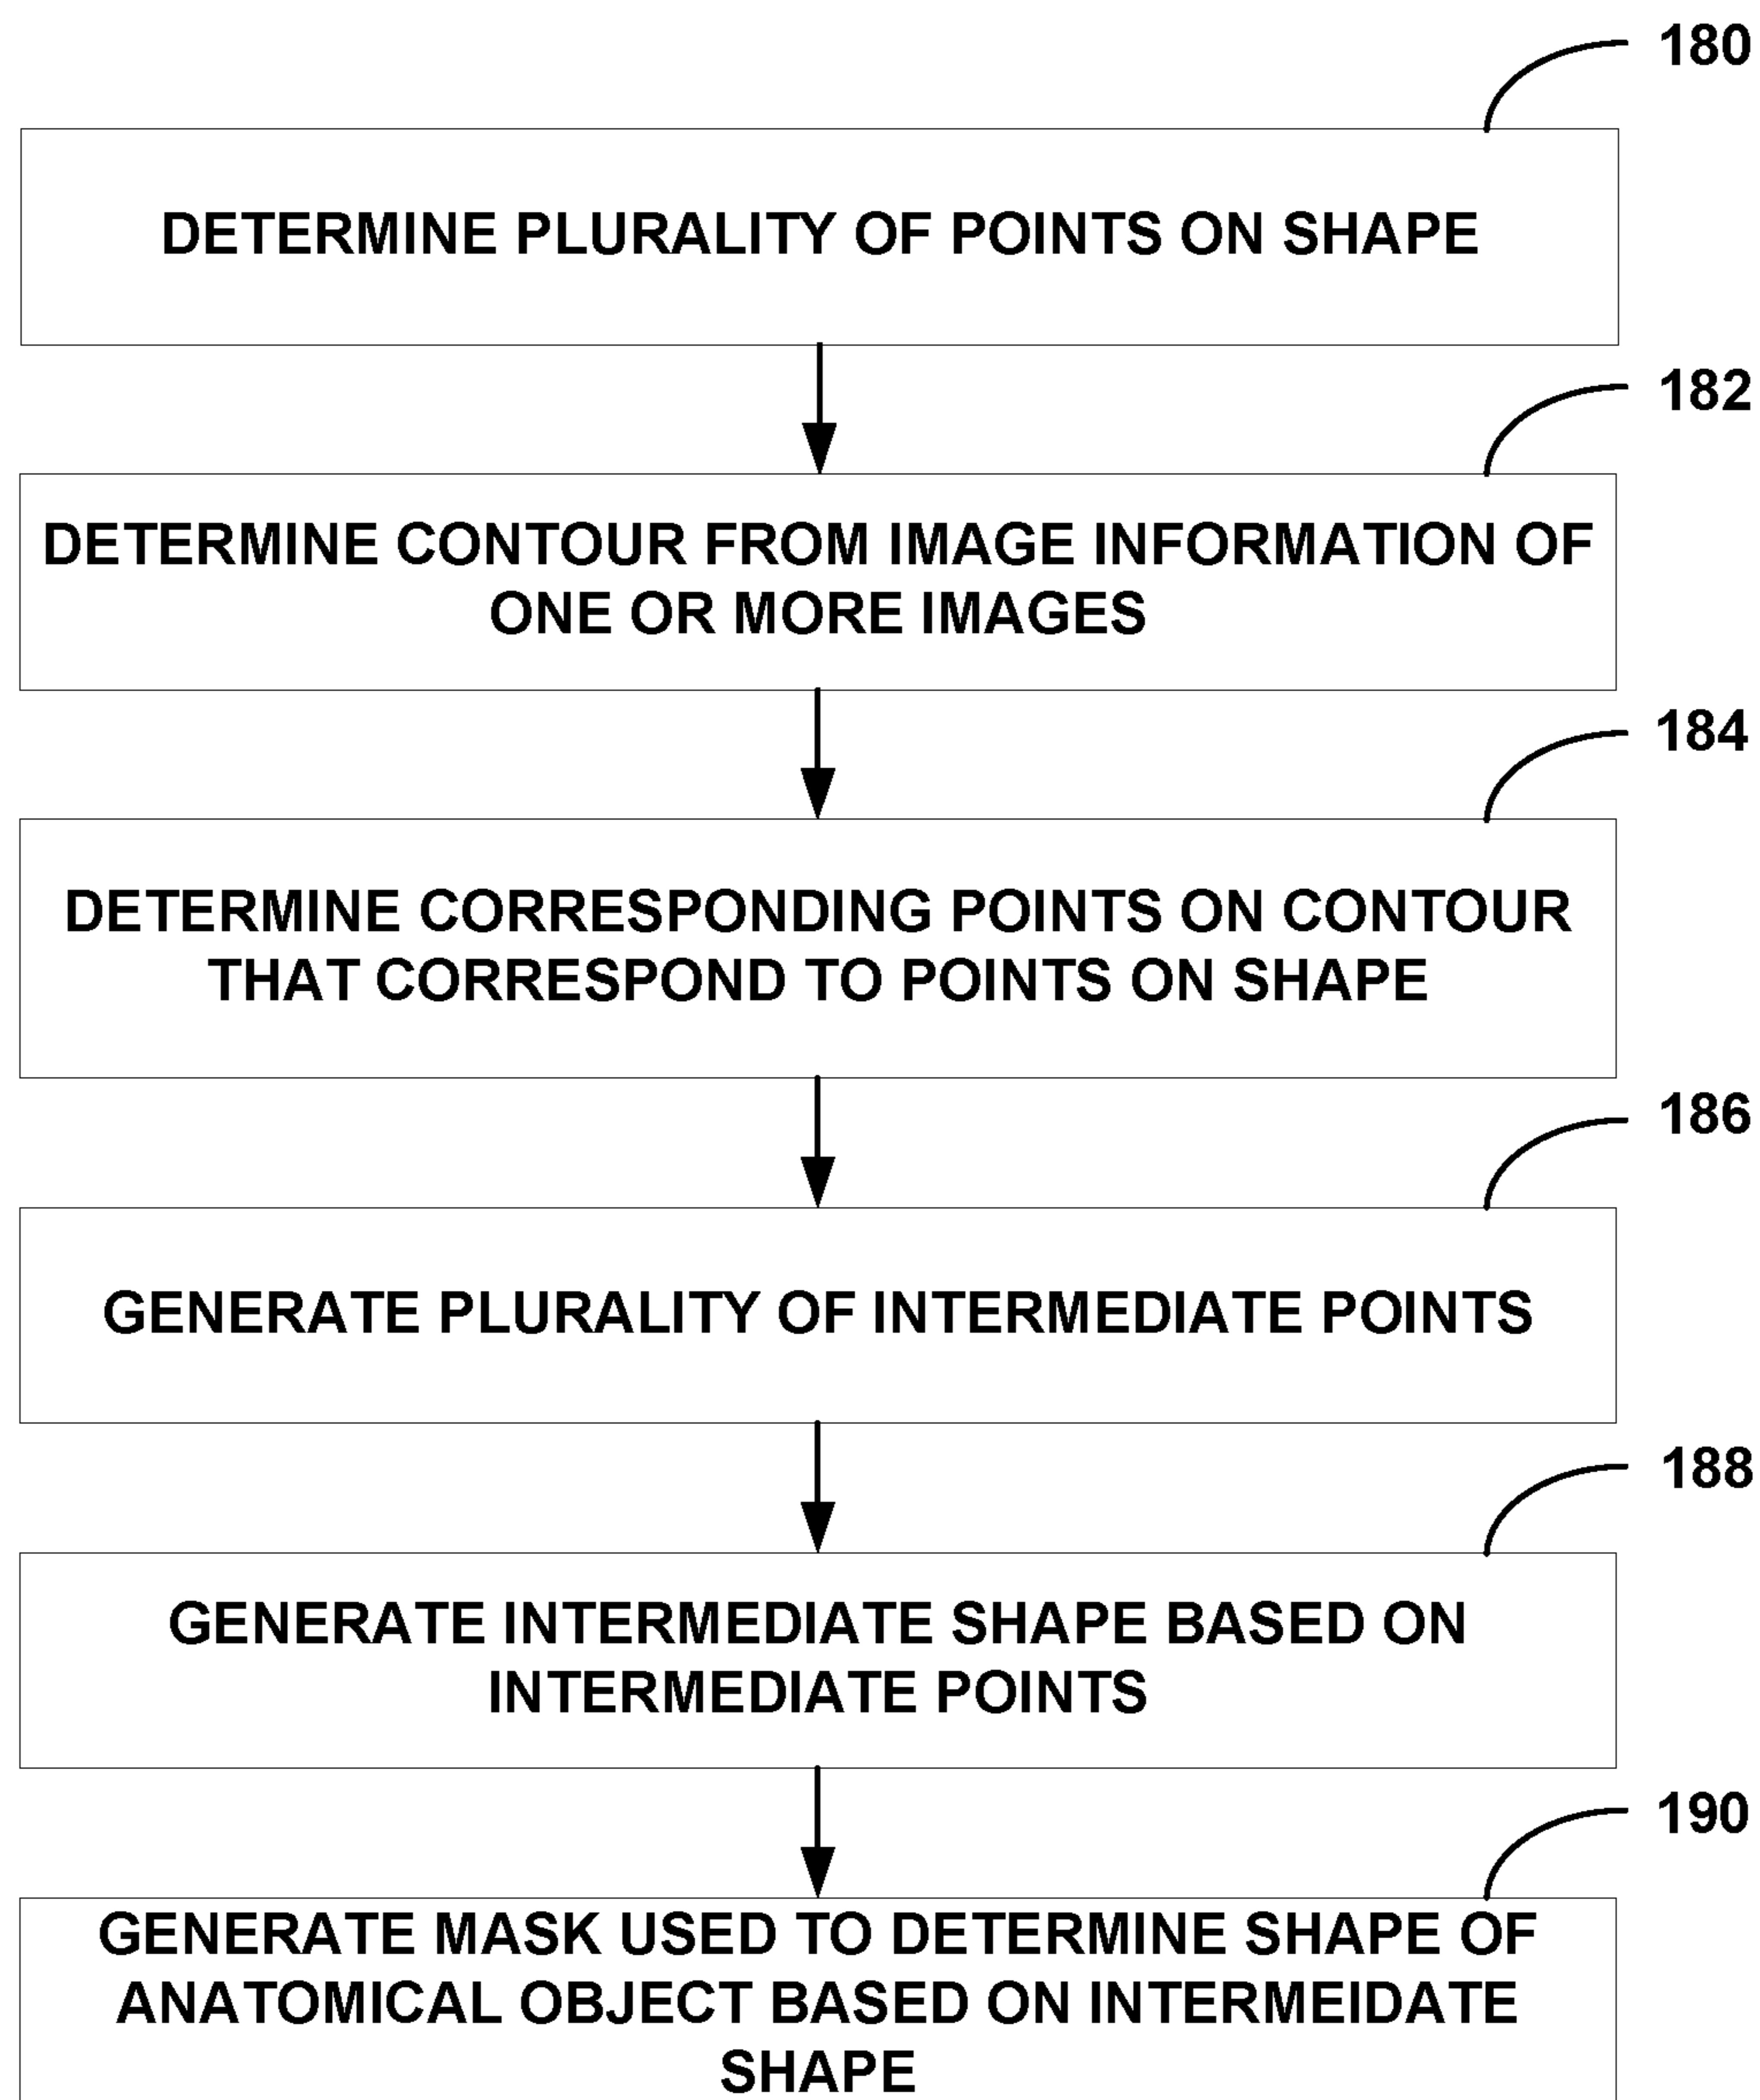 180
DETERMINE PLURALITY OF POINTS ON SHAPE
182
DETERMINE CONTOUR FROM IMAGE INFORMATION OF
ONE OR MORE IMAGES
184
DETERMINE CORRESPONDING POINTS ON CONTOUR
THAT CORRESPOND TO POINTS ON SHAPE
186
GENERATE PLURALITY OF INTERMEDIATE POINTS
188
GENERATE INTERMEDIATE SHAPE BASED ON
INTERMEDIATE POINTS
190
GENERATE MASK USED TO DETERMINE SHAPE OF
ANATOMICAL OBJECT BASED ON INTERMEIDATE
SHAPE